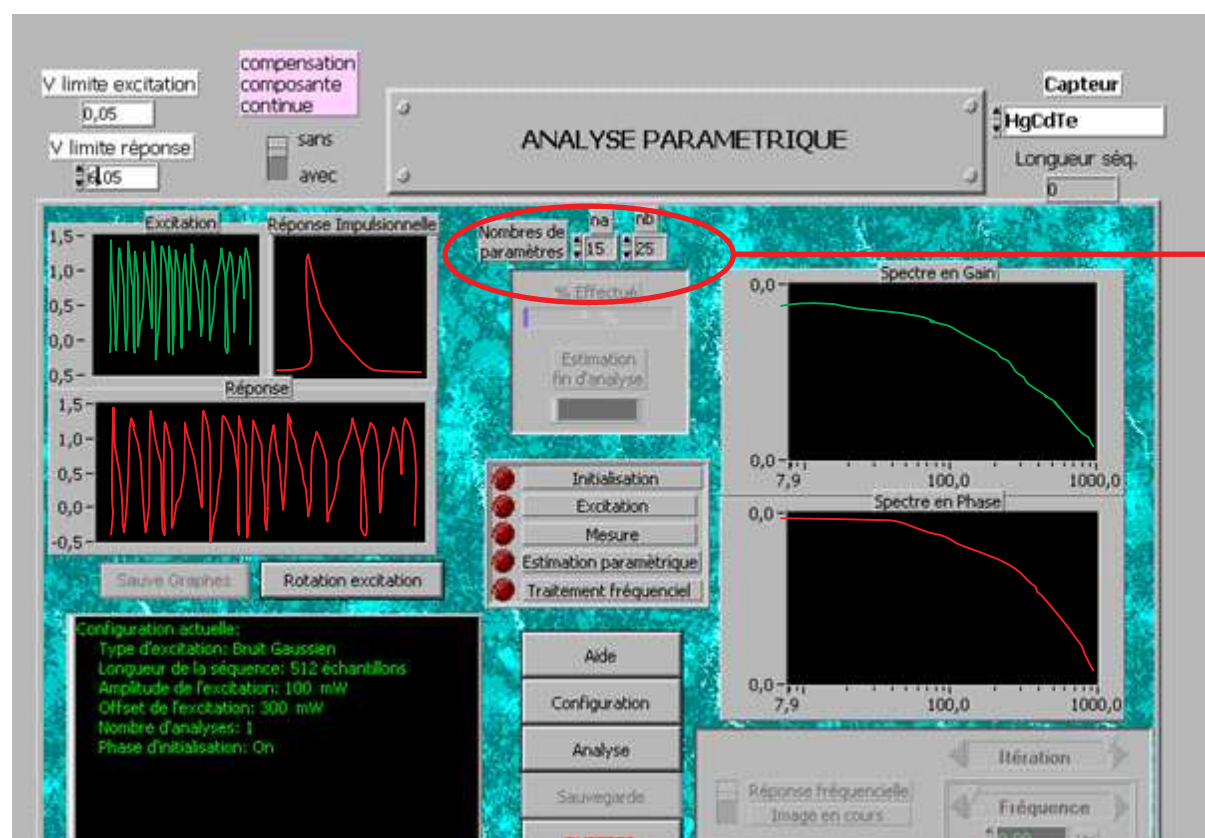 V limite excitation
0,05
V limite réponse
compensation
composante
continue
sans
avec
ANALYSE PARAMETRIQUE
Capteur
HgCdTe
Longueur séq.
0
Excitation
1,5
1,0
0,5
0,0
0,5
Réponse Impulsionnelle
Réponse
1,5
1,0
0,5
0,0
-0,5
Sauve Graphes
Rotation excitation
Configuration actuelle:
Type d'excitation: Bruit Gaussien
Longueur de la séquence: 512 échantillons
Amplitude de l'excitation: 100 mW
Offset de l'excitation: 300 mW
Nombre d'analyses: 1
Phase d'initialisation: On
na nb
Nombres de
paramètres 15 25
% Effectué
Estimation
fin d'analyse
Initialisation
Excitation
Mesure
Estimation paramètrique
Traitement fréquenciel
Aide
Configuration
Analyse
Sauvegarde
Spectre en Gain
0,0
0,0
7,9 100,0 1000,0
Spectre en Phase
0,0
0,0
7,9 100,0 1000,0
Itération
Réponse fréquencielle
Image en cours
Fréquence